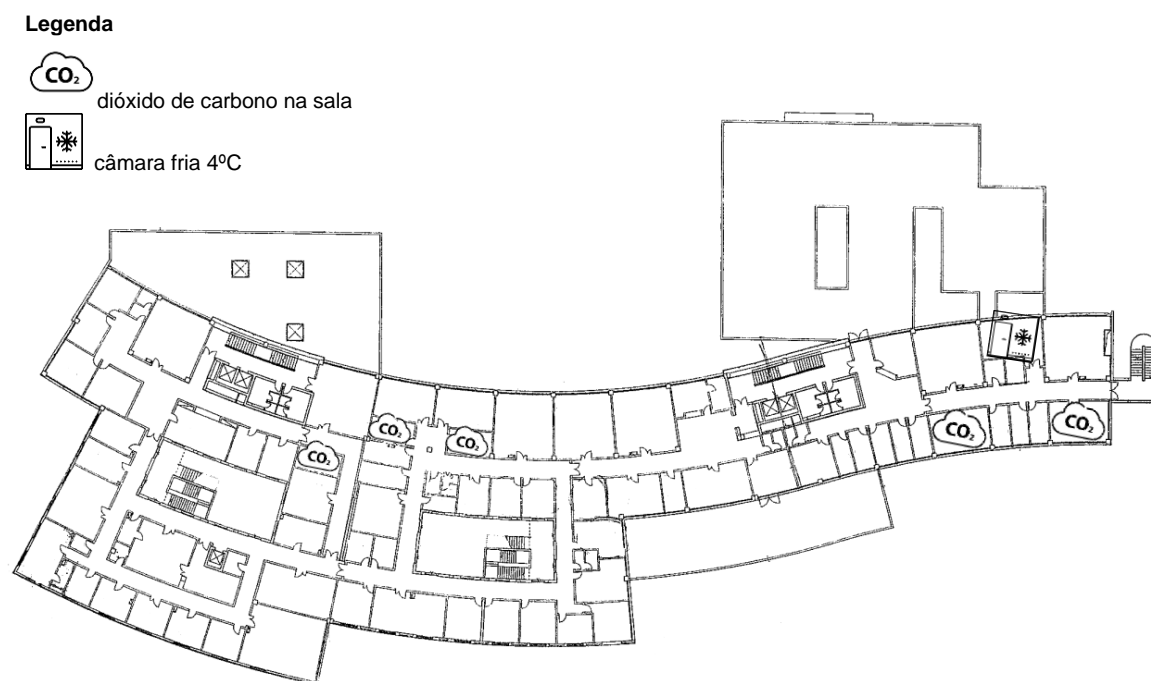 Legenda
CO₂
dióxido de carbono na sala
câmara fria 4ºC
CO₂
CO₂
CO₂
CO₂
CO₂